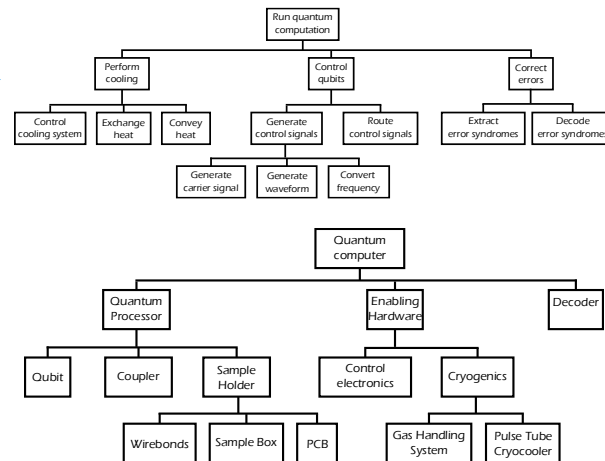 Run quantum
computation
Perform
cooling
Control
qubits
Correct
errors
Control
cooling system
Exchange
heat
Convey
heat
Generate
control signals
Route
control signals
Extract
error syndromes
Decode
error syndromes
Generate
carrier signal
Generate
waveform
Convert
frequency
Quantum
computer
Quantum
Processor
Enabling
Hardware
Decoder
Qubit
Coupler
Sample
Holder
Control
electronics
Cryogenics
Wirebonds
Sample Box
PCB
Gas Handling
System
Pulse Tube
Cryocooler